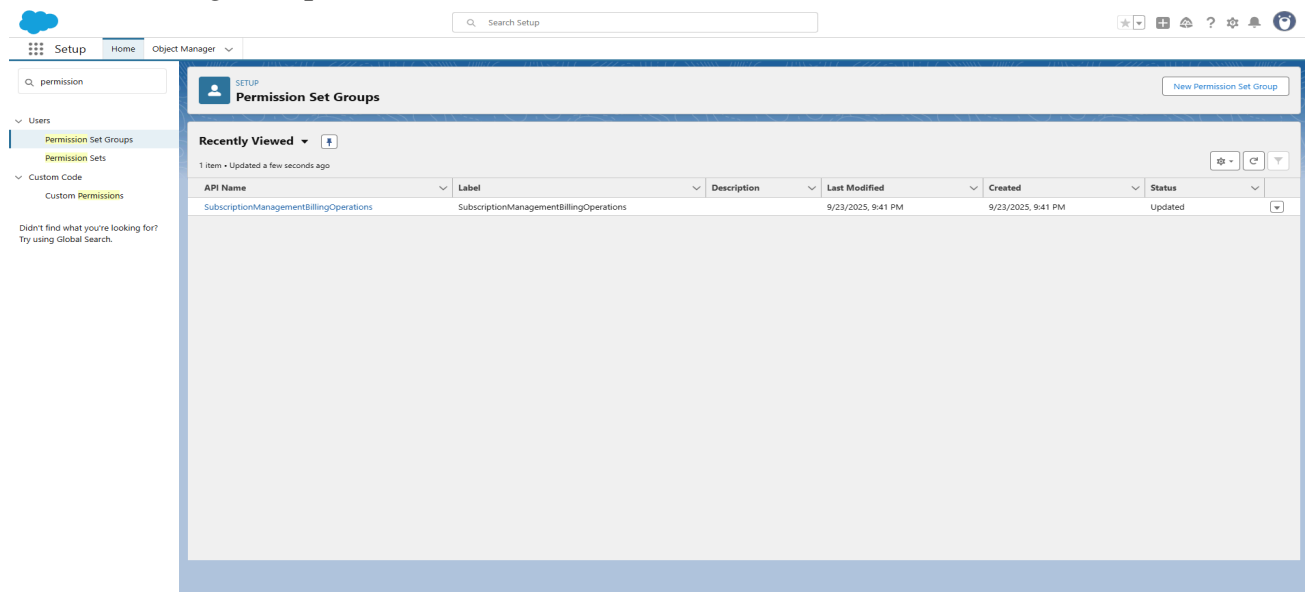 Search Setup
Setup Home Object Manager
permission
Users
Permission Set Groups
Permission Sets
Custom Code
Custom Permissions
Didn't find what you're looking for?
Try using Global Search.
SETUP
Permission Set Groups
New Permission Set Group
Recently Viewed
1 item • Updated a few seconds ago
API Name Label Description Last Modified Created Status
SubscriptionManagementBillingOperations SubscriptionManagementBillingOperations 9/23/2025, 9:41 PM 9/23/2025, 9:41 PM Updated